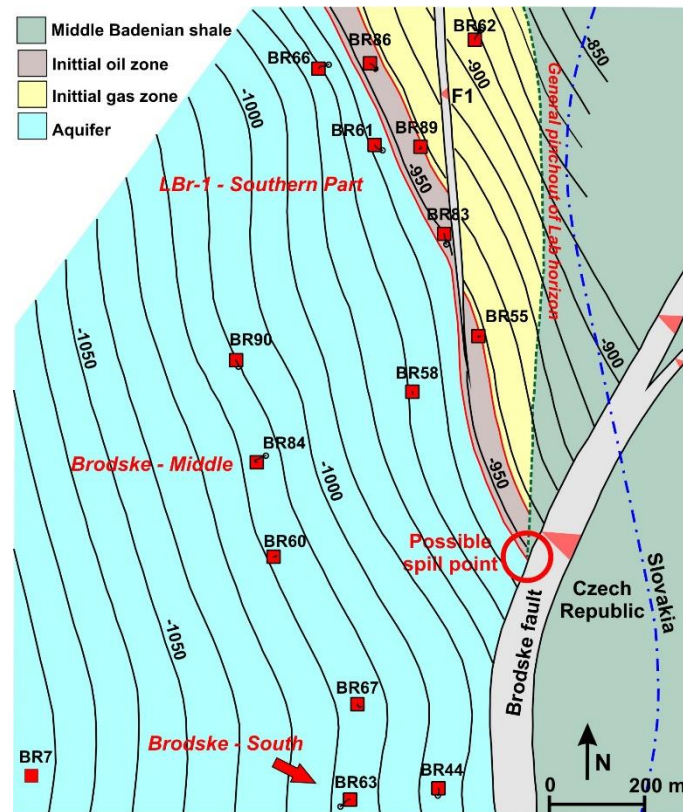 Middle Badenian shale
Inittial oil zone
Inittial gas zone
Aquifer
BR66
BR86
BR62
-850
-900
F1
-1000
BR61
BR89
LBr-1 - Southern Part
-950
General pinchout of Lab horizon
BR83
-1050
BR55
BR90
BR58
-900
BR84
Brodske - Middle
-950
-1000
BR60
Possible
spill point
Czech
Republic
Slovakia
Brodske fault
-1050
BR67
Brodske - South
BR7
BR63
BR44
N
0 200 m